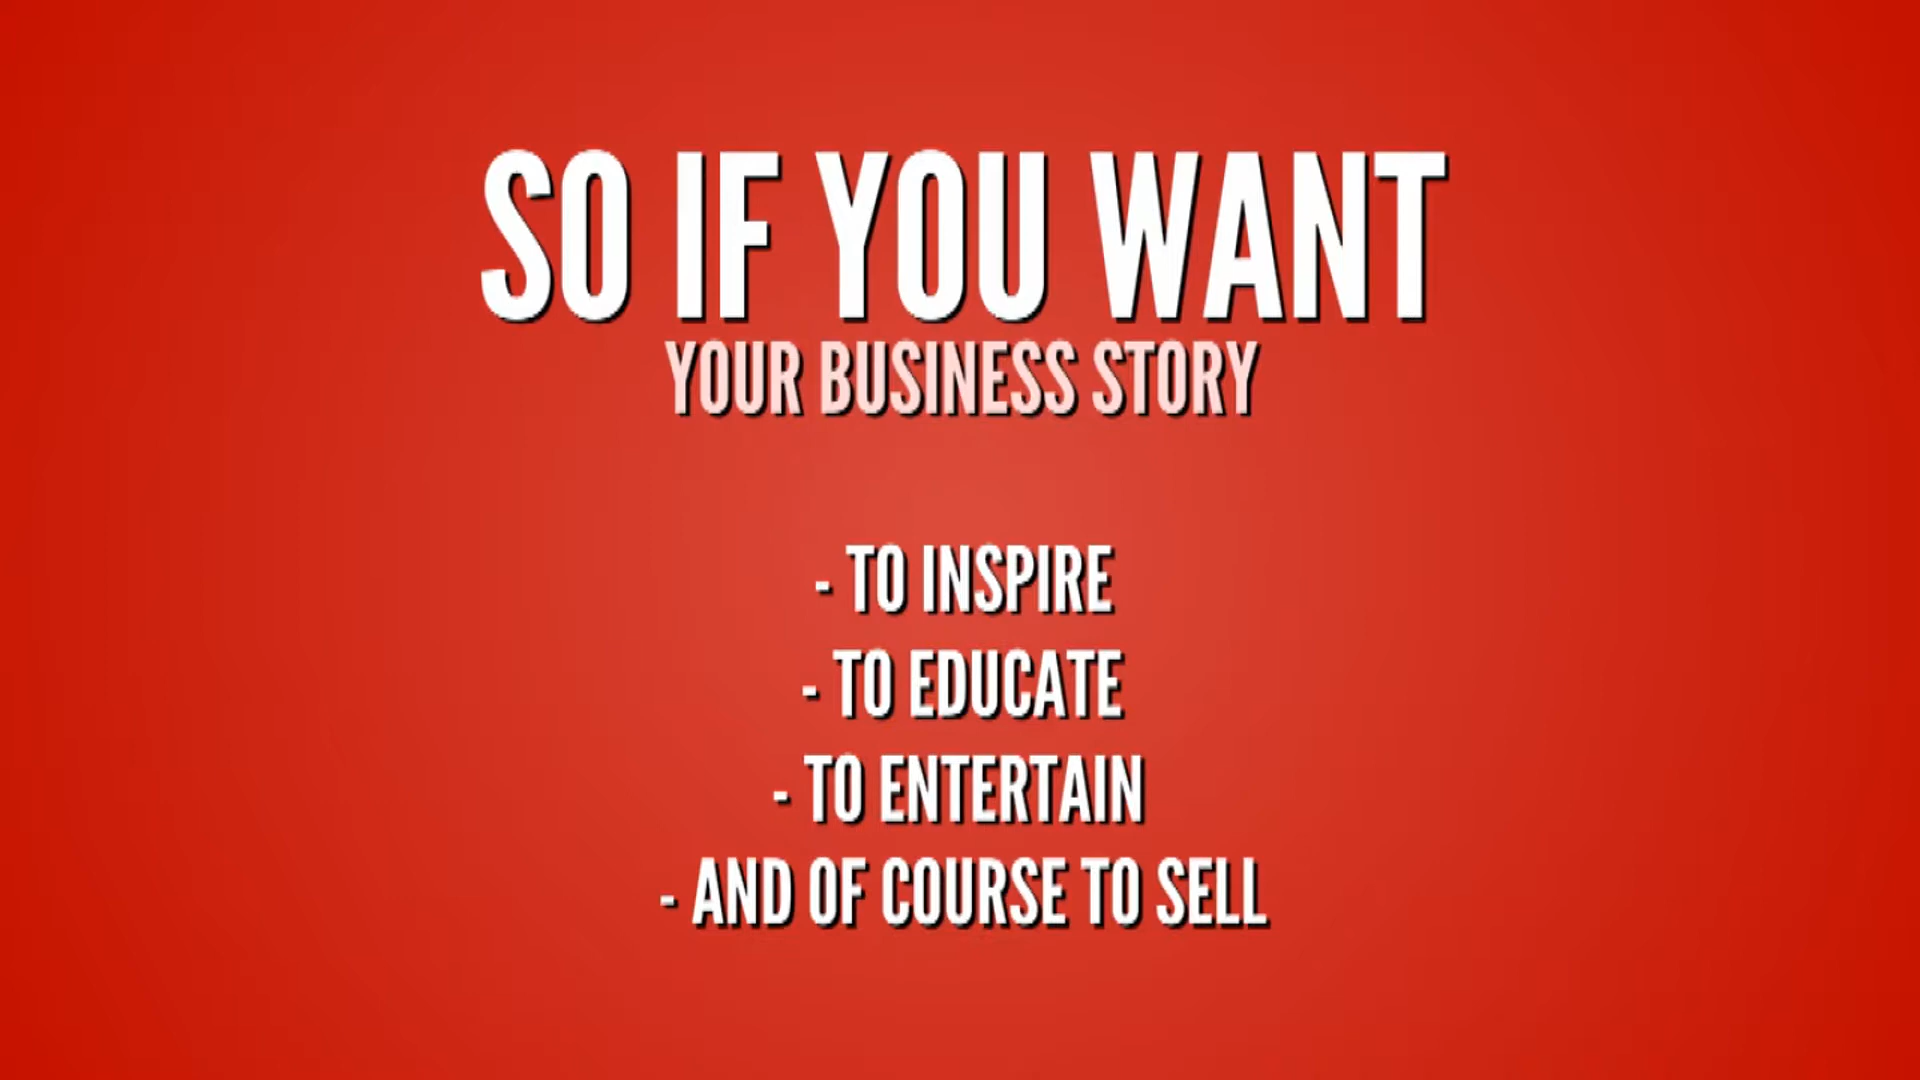 SO IF YOU WANT
YOUR BUSINESS STORY
- TO INSPIRE
- TO EDUCATE
- TO ENTERTAIN
- AND OF COURSE TO SELL